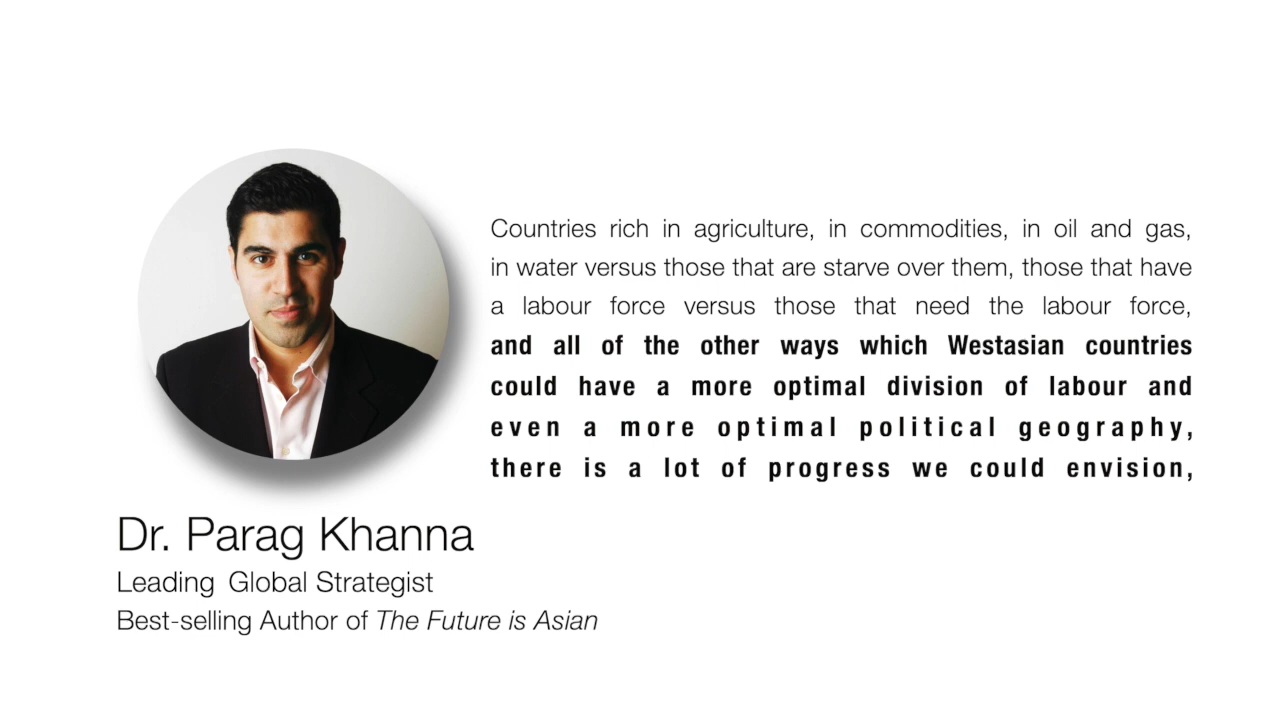 Countries rich in agriculture, in commodities, in oil and gas,
in water versus those that are starve over them, those that have
a labour force versus those that need the labour force,
and all of the other ways which Westasian countries
could have a more optimal division of labour and
even a more optimal political geography,
there is a lot of progress we could envision,
Dr. Parag Khanna
Leading Global Strategist
Best-selling Author of The Future is Asian